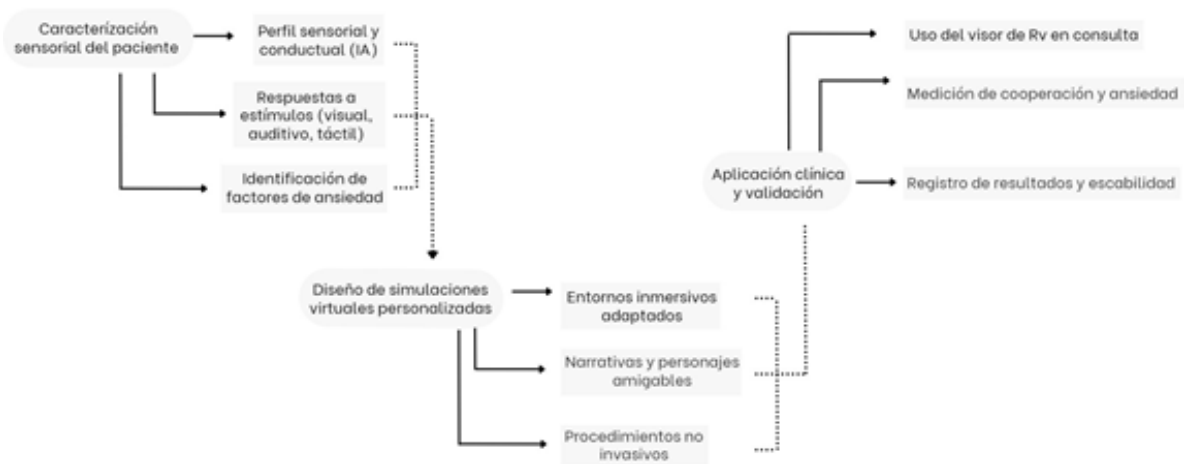 Caracterización
sensorial del paciente
Perfil sensorial y
conductual (IA)
Respuestas a
estímulos (visual,
auditivo, táctil)
Identificación de
factores de ansiedad
Diseño de simulaciones
virtuales personalizadas
Entornos inmersivos
adaptados
Narrativas y personajes
amigables
Procedimientos no
invasivos
Aplicación clínica
y validación
Uso del visor de Rv en consulta
Medición de cooperación y ansiedad
Registro de resultados y escabilidad